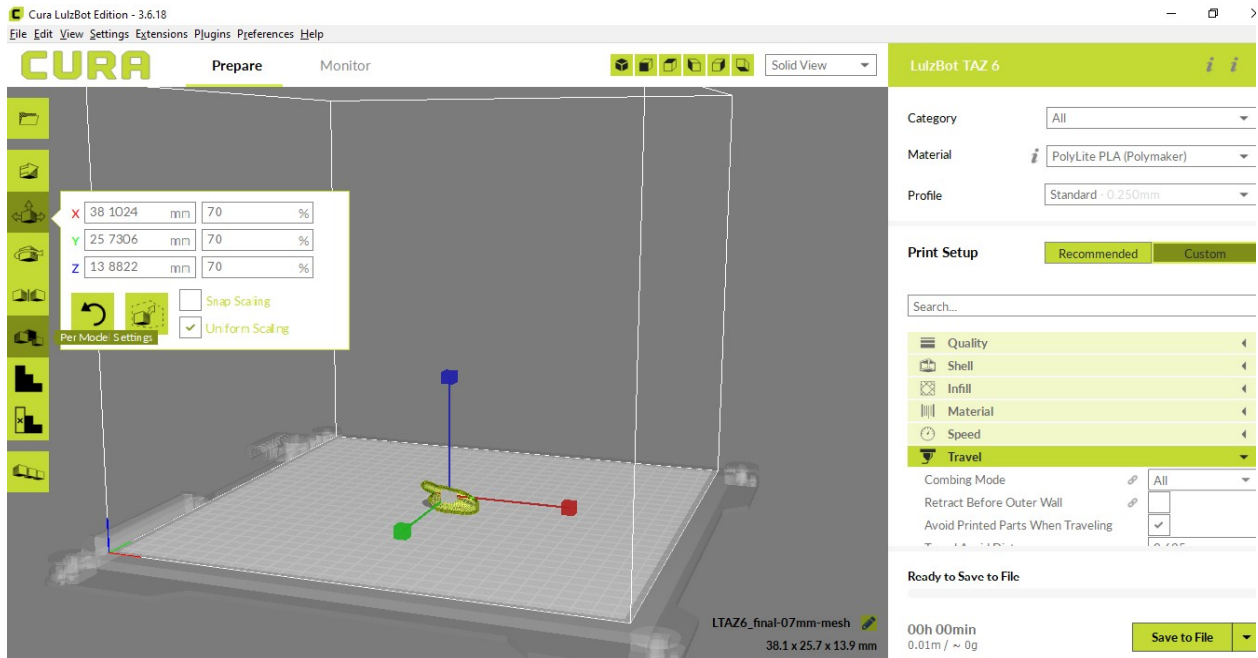 Cura LulzBot Edition - 3.6.18
File Edit View Settings Extensions Plugins Preferences Help
CURA
Prepare
Monitor
Solid View
LulzBot TAZ 6
Category
All
Material
PolyLite PLA (Polymaker)
Profile
Standard - 0.250mm
X 38 1024 mm 70 %
Y 25 7306 mm 70 %
Z 13 8822 mm 70 %
Snap Scaling
Uniform Scaling
Per Model Settings
Print Setup
Recommended
Custom
Search...
Quality
Shell
Infill
Material
Speed
Travel
Combing Mode
All
Retract Before Outer Wall
Avoid Printed Parts When Traveling
Ready to Save to File
LTAZ6_final-07mm-mesh
38.1 x 25.7 x 13.9 mm
00h 00min
0.01m / ~ 0g
Save to File